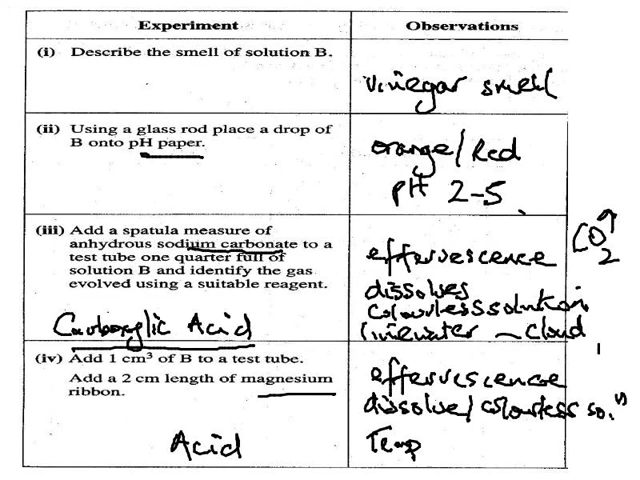 Experiment
Observations
(i) Describe the smell of solution B.
vinegar smell
(ii) Using a glass rod place a drop of
B onto pH paper.
orange/Red
pH 2-5
(iii) Add a spatula measure of
anhydrous sodium carbonate to a
test tube one quarter full of
solution B and identify the gas
evolved using a suitable reagent.
Carboxylic Acid
effervescence
CO2 ↑
dissolves
colourless solution
limewater - cloud
(iv) Add 1 cm³ of B to a test tube.
Add a 2 cm length of magnesium
ribbon.
Acid
effervescence
dissolve/colourless so.
Temp